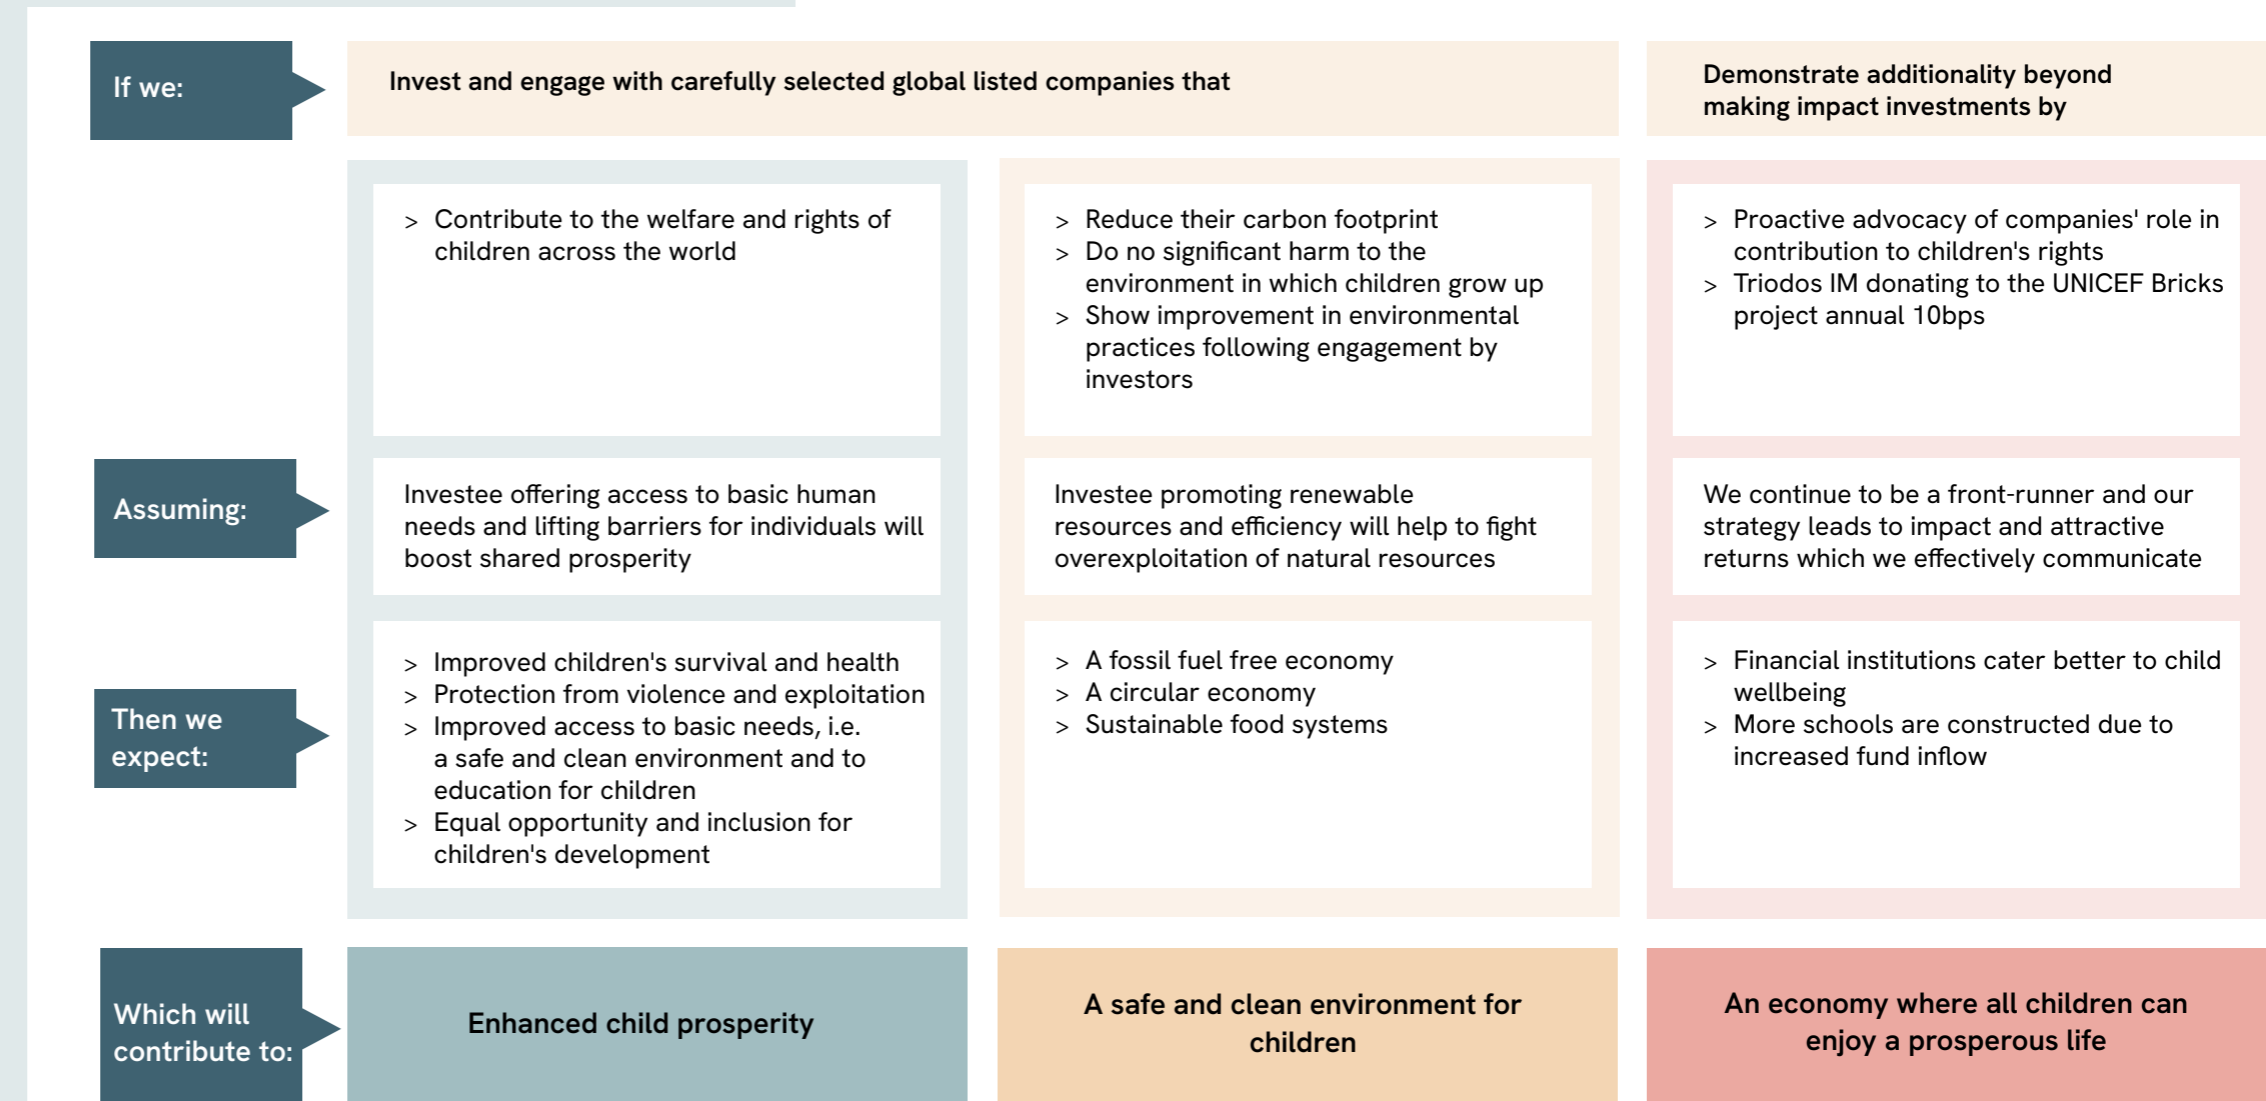 If we:
Invest and engage with carefully selected global listed companies that
Demonstrate additionality beyond
making impact investments by
> Contribute to the welfare and rights of
children across the world
> Reduce their carbon footprint
> Do no significant harm to the
environment in which children grow up
> Show improvement in environmental
practices following engagement by
investors
> Proactive advocacy of companies' role in
contribution to children's rights
> Triodos IM donating to the UNICEF Bricks
project annual 10bps
Assuming:
Investee offering access to basic human
needs and lifting barriers for individuals will
boost shared prosperity
Investee promoting renewable
resources and efficiency will help to fight
overexploitation of natural resources
We continue to be a front-runner and our
strategy leads to impact and attractive
returns which we effectively communicate
Then we
expect:
> Improved children's survival and health
> Protection from violence and exploitation
> Improved access to basic needs, i.e.
a safe and clean environment and to
education for children
> Equal opportunity and inclusion for
children's development
> A fossil fuel free economy
> A circular economy
> Sustainable food systems
> Financial institutions cater better to child
wellbeing
> More schools are constructed due to
increased fund inflow
Which will
contribute to:
Enhanced child prosperity
A safe and clean environment for
children
An economy where all children can
enjoy a prosperous life